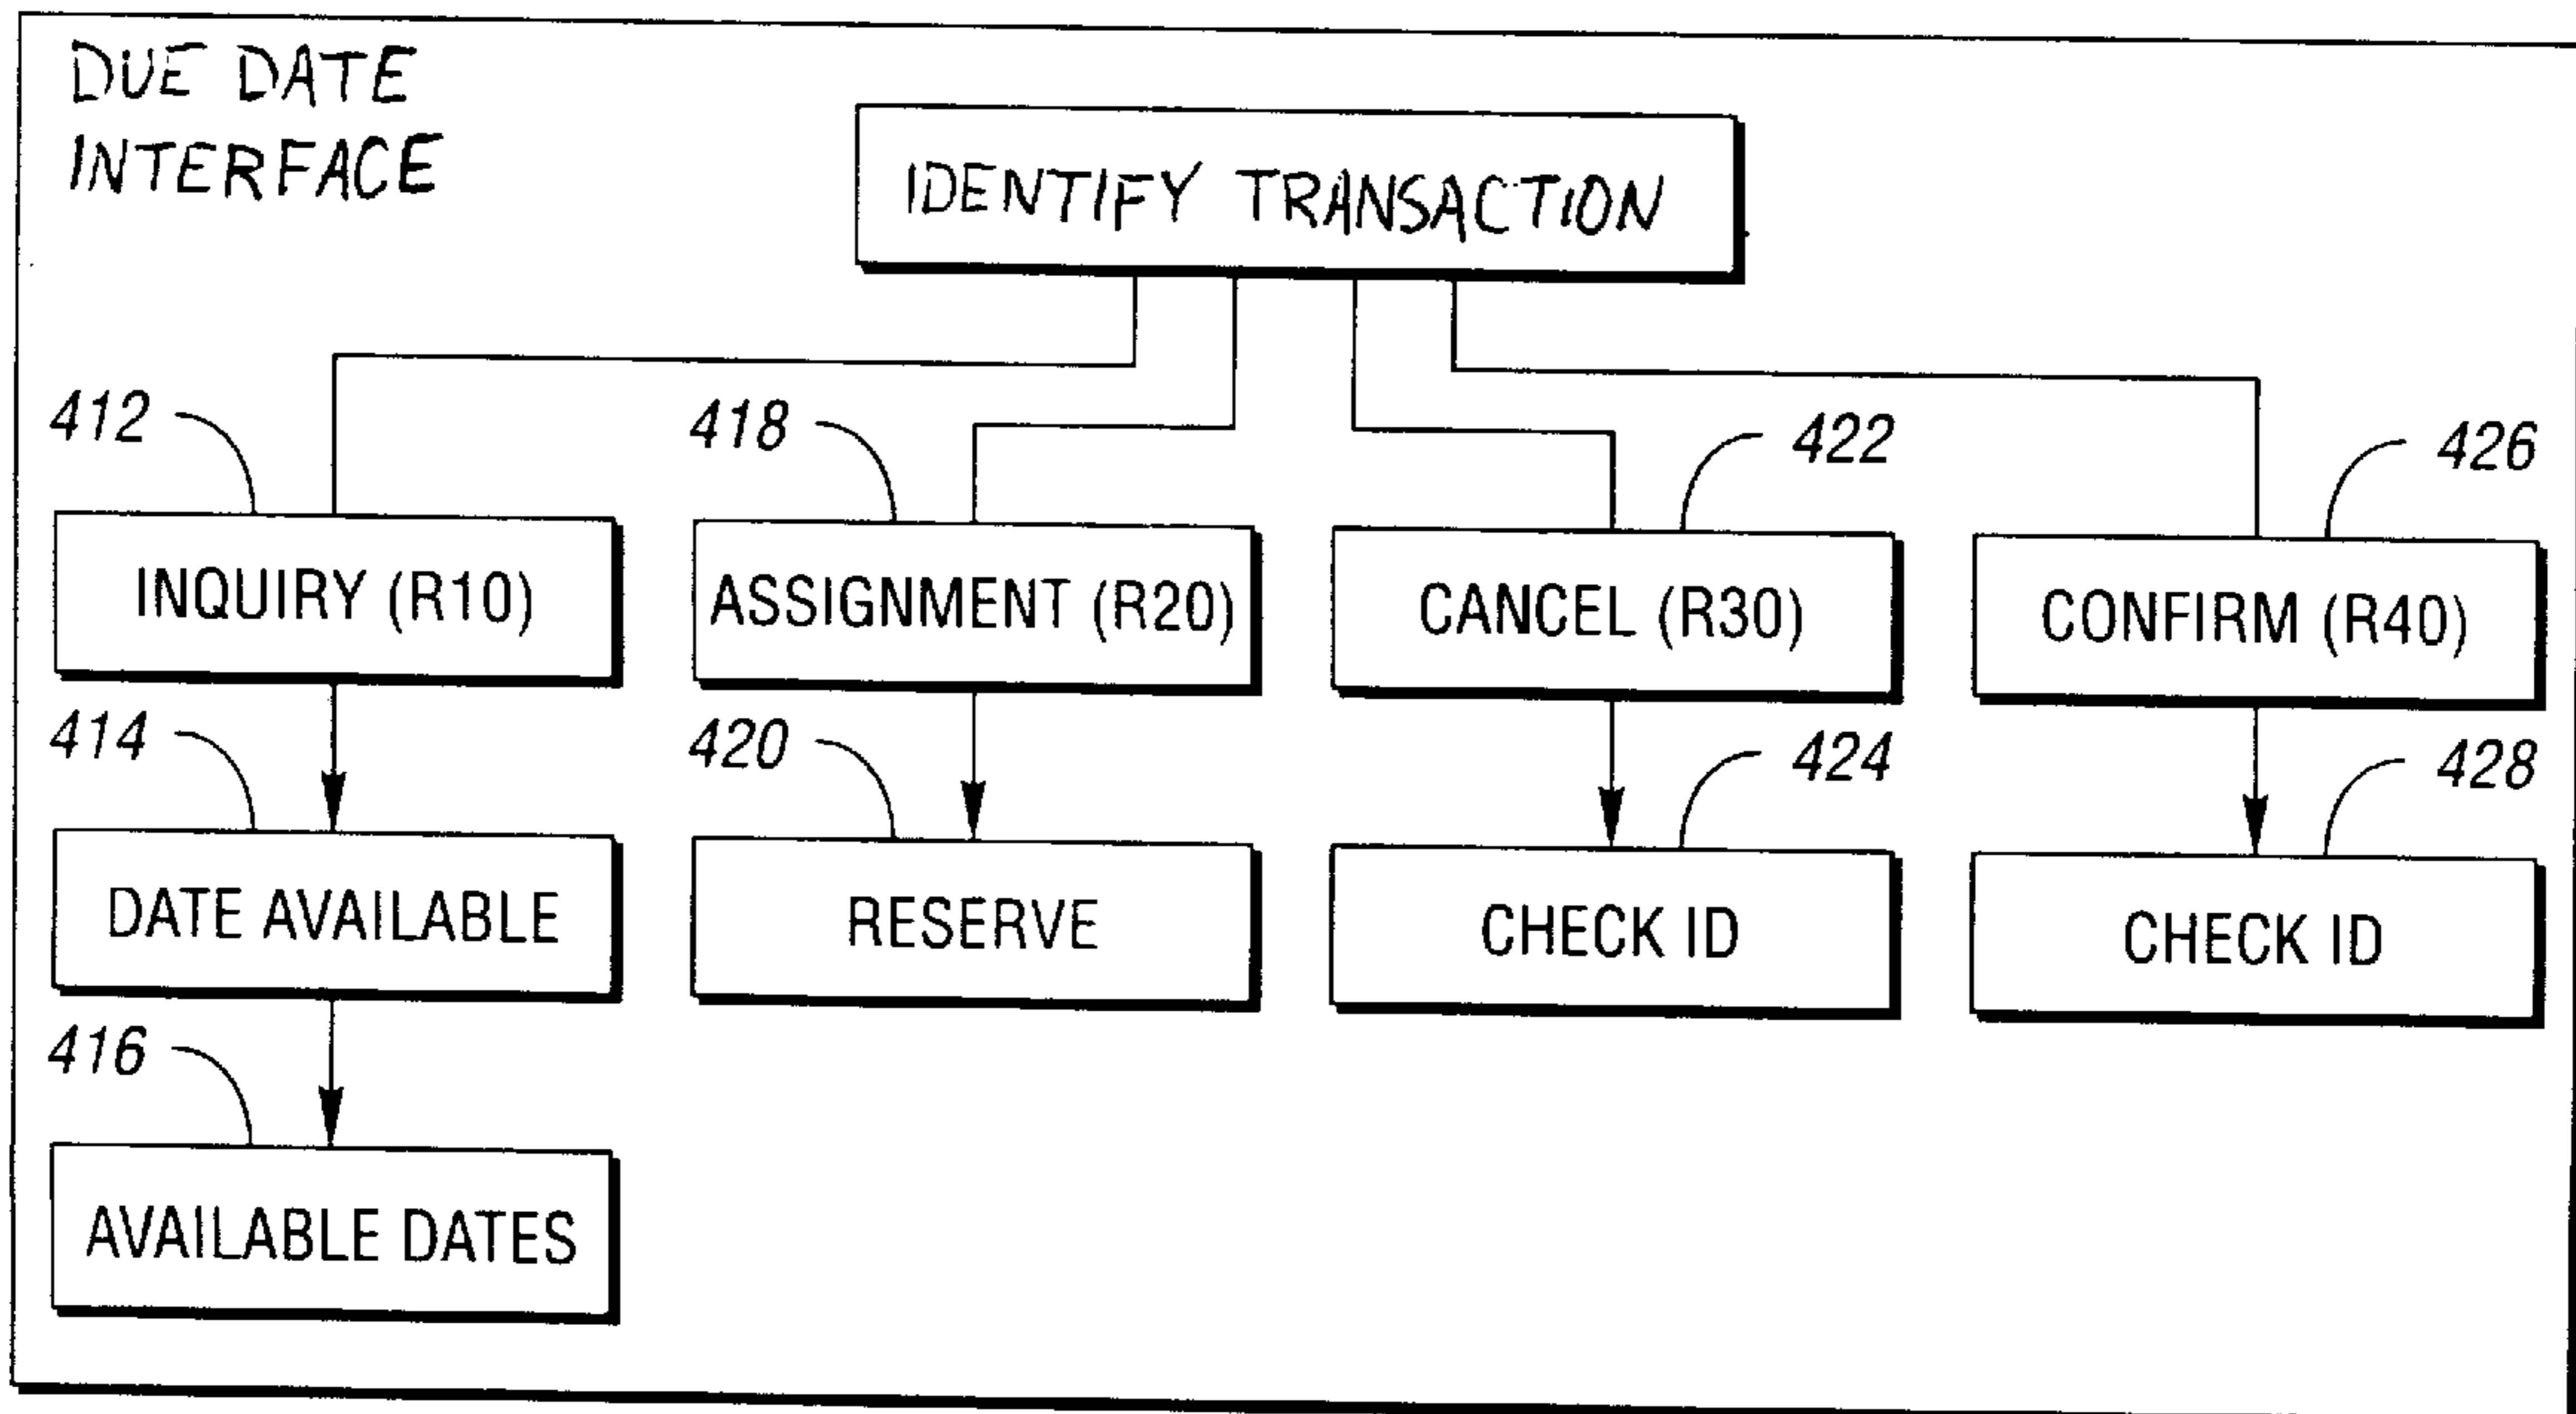 DUE DATE
INTERFACE
IDENTIFY TRANSACTION
412
418
422
426
INQUIRY (R10)
ASSIGNMENT (R20)
CANCEL (R30)
CONFIRM (R40)
414
420
424
428
DATE AVAILABLE
RESERVE
CHECK ID
CHECK ID
416
AVAILABLE DATES